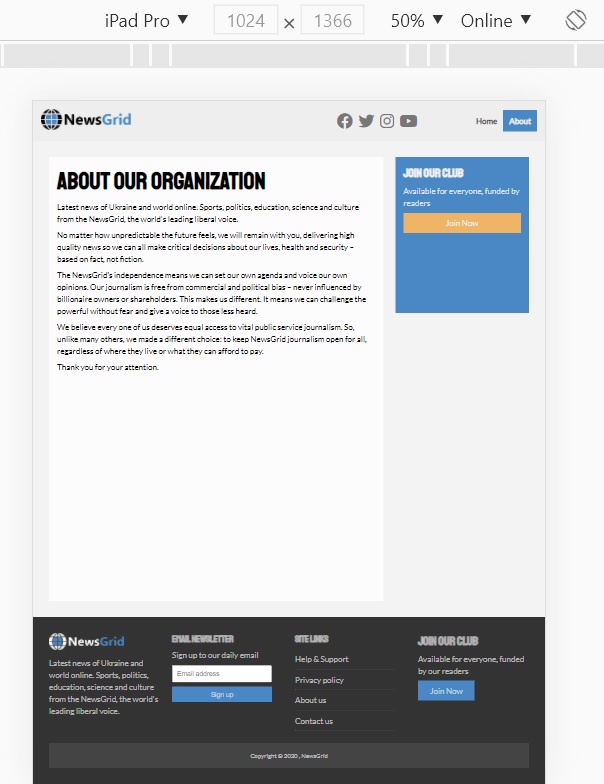 iPad Pro ▼ 1024 × 1366 50% ▼ Online ▼
NewsGrid Home About
ABOUT OUR ORGANIZATION
Latest news of Ukraine and world online. Sports, politics, education, science and culture
from the NewsGrid, the world's leading liberal voice.
No matter how unpredictable the future feels, we will remain with you, delivering high
quality news so we can all make critical decisions about our lives, health and security –
based on fact, not fiction.
The NewsGrid's independence means we can set our own agenda and voice our own
opinions. Our journalism is free from commercial and political bias – never influenced by
billionaire owners or shareholders. This makes us different. It means we can challenge the
powerful without fear and give a voice to those less heard.
We believe every one of us deserves equal access to vital public service journalism. So,
unlike many others, we made a different choice: to keep NewsGrid journalism open for all,
regardless of where they live or what they can afford to pay.
Thank you for your attention.
JOIN OUR CLUB
Available for everyone, funded by
readers
Join Now
NewsGrid
Latest news of Ukraine and
world online. Sports, politics,
education, science and culture
from the NewsGrid, the world's
leading liberal voice.
EMAIL NEWSLETTER
Sign up to our daily email
Email address
Sign up
SITE LINKS
Help & Support
Privacy policy
About us
Contact us
JOIN OUR CLUB
Available for everyone, funded
by our readers
Join Now
Copyright © 2020 , NewsGrid